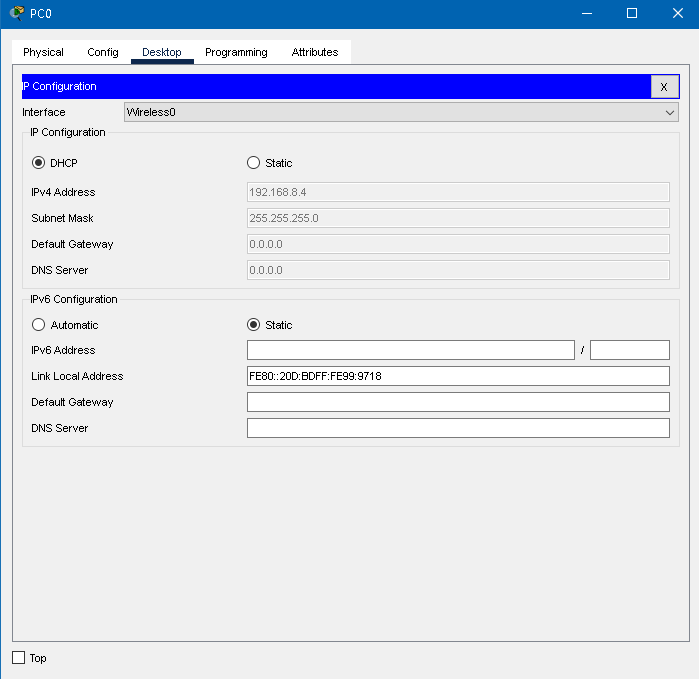 PC0
Physical Config Desktop Programming Attributes
IP Configuration X
Interface Wireless0
IP Configuration
DHCP Static
IPv4 Address 192.168.8.4
Subnet Mask 255.255.255.0
Default Gateway 0.0.0.0
DNS Server 0.0.0.0
IPv6 Configuration
Automatic Static
IPv6 Address /
Link Local Address FE80::20D:BDFF:FE99:9718
Default Gateway
DNS Server
Top